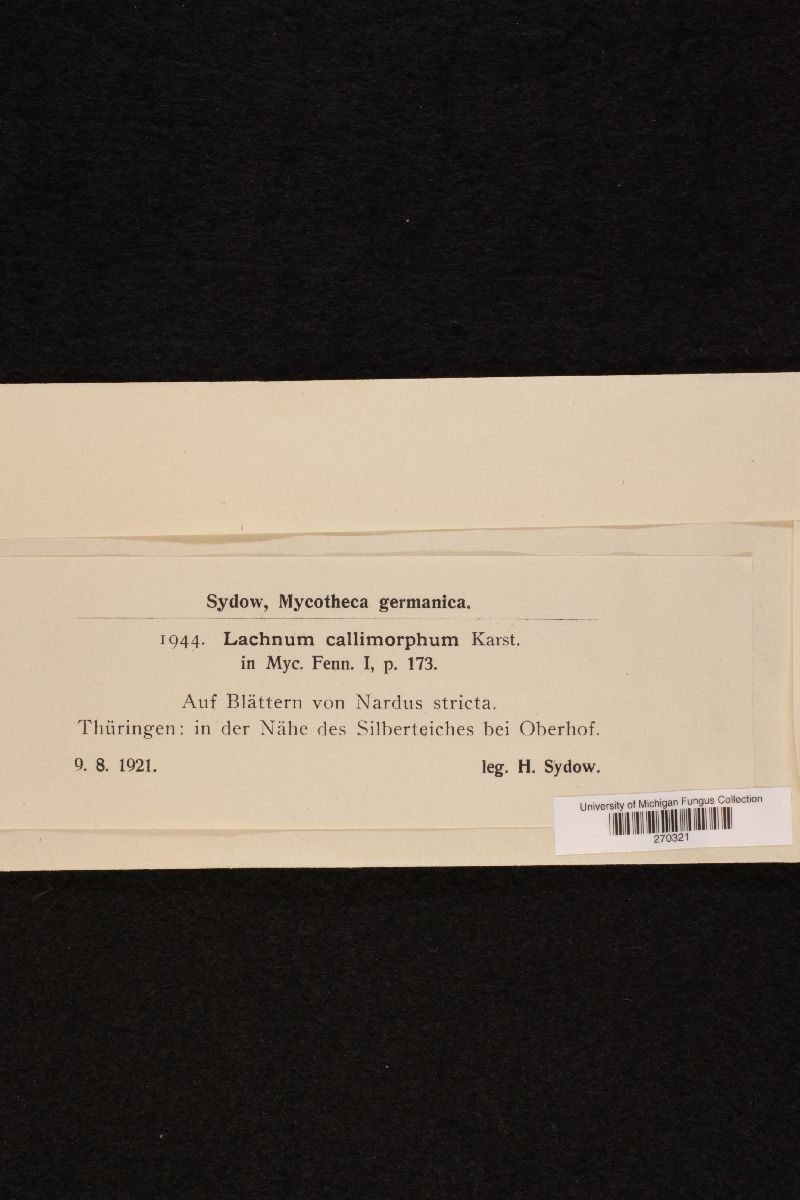 Sydow, Mycotheca germanica.
1944. Lachnum callimorphum Karst.
in Myc. Fenn. I, p. 173.
Auf Blättern von Nardus stricta.
Thüringen: in der Nähe des Silberteiches bei Oberhof.
9. 8. 1921. leg. H. Sydow.
University of Michigan Fungus Collection
270321